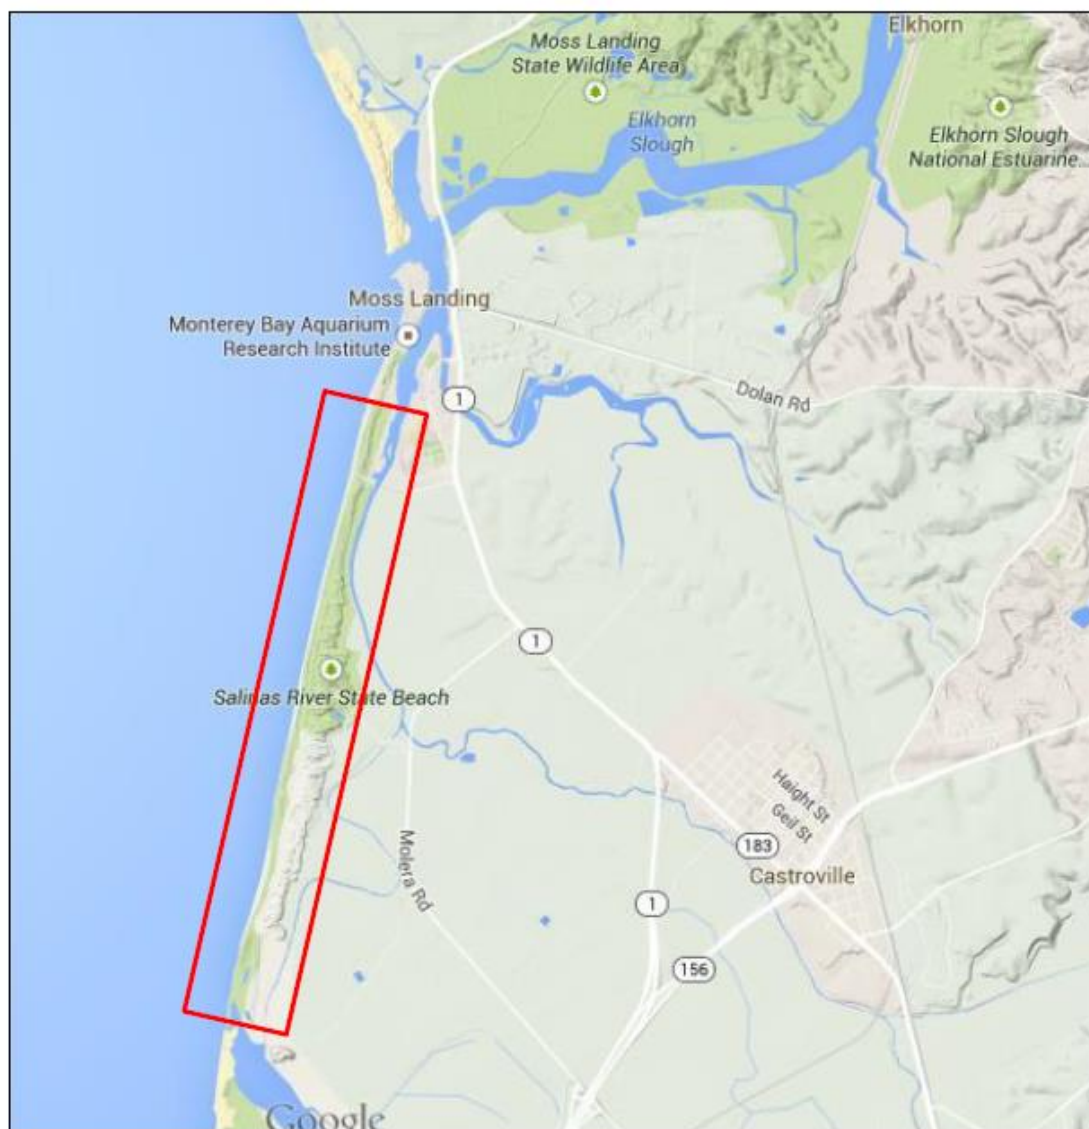 Elkhorn
Moss Landing
State Wildlife Area
Elkhorn
Slough
Elkhorn Slough
National Estuarine...
Moss Landing
Monterey Bay Aquarium
Research Institute
Dolan Rd
1
1
Salinas River State Beach
Haight St
Geil St
183
Molera Rd
Castroville
1
156
Google